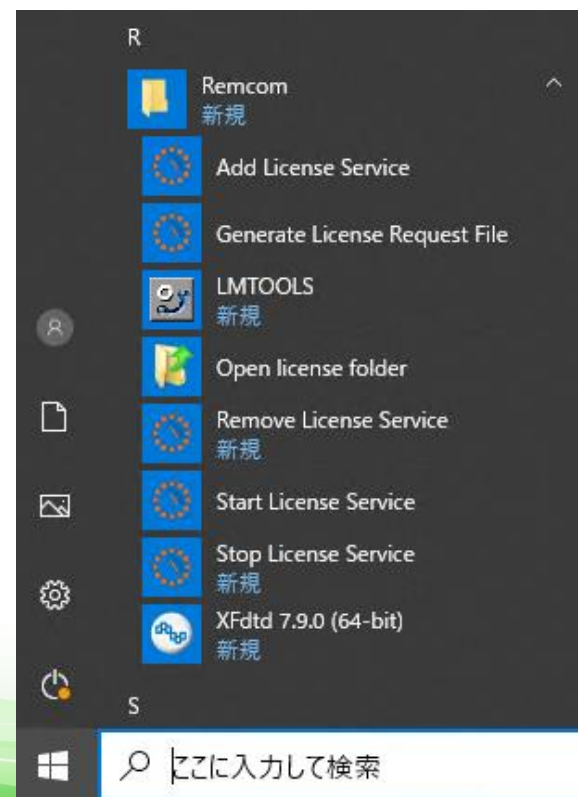 R
Remcom
新規
Add License Service
Generate License Request File
LMTOOLS
新規
Open license folder
Remove License Service
新規
Start License Service
Stop License Service
新規
XFdtd 7.9.0 (64-bit)
新規
S
ここに入力して検索